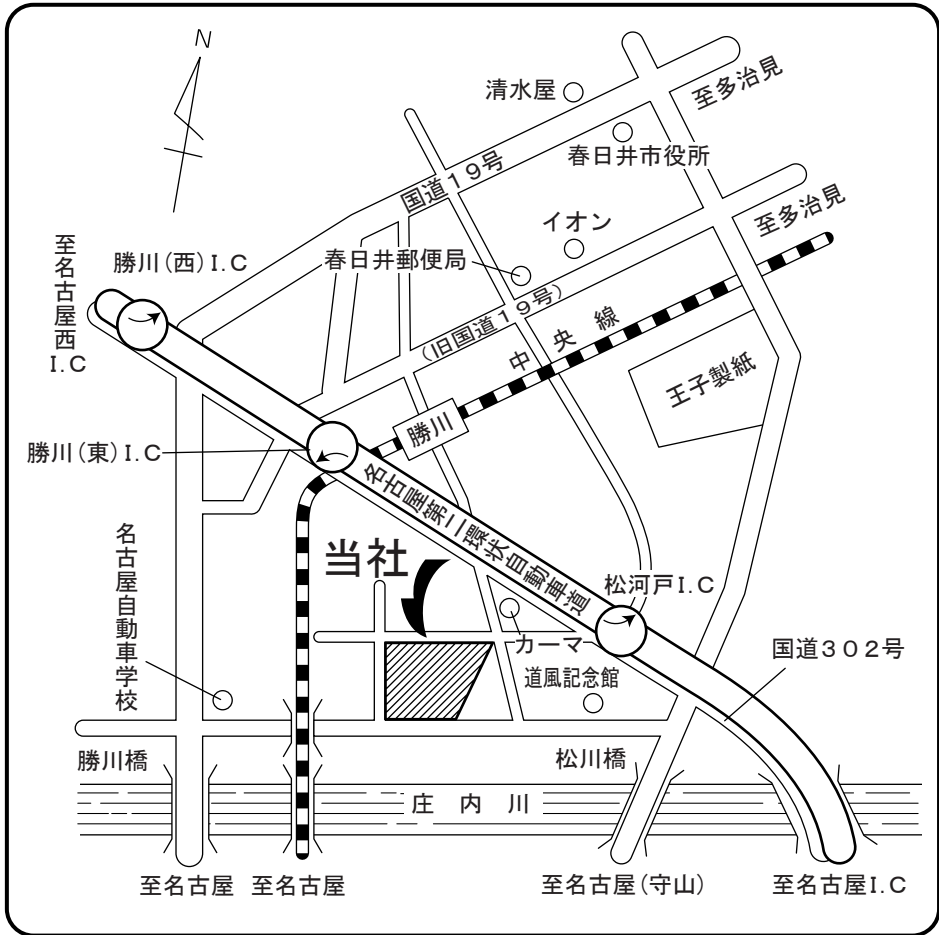 N
清水屋
至多治見
春日井市役所
国道19号
イオン
至多治見
至名古屋西I.C
勝川(西)I.C
春日井郵便局
(旧国道19号)
中央線
王子製紙
勝川
勝川(東)I.C
名古屋第二環状自動車道
名古屋自動車学校
当社
松河戸I.C
カーマ
国道302号
道風記念館
勝川橋
松川橋
庄内川
至名古屋
至名古屋
至名古屋(守山)
至名古屋I.C